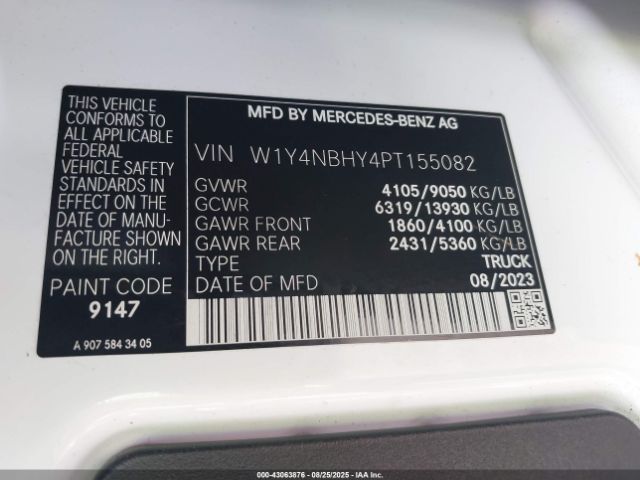 THIS VEHICLE
CONFORMS TO
ALL APPLICABLE
FEDERAL
VEHICLE SAFETY
STANDARDS IN
EFFECT ON THE
DATE OF MANU-
FACTURE SHOWN
ON THE RIGHT.
PAINT CODE
9147
A 907 584 34 05
MFD BY MERCEDES-BENZ AG
VIN W1Y4NBHY4PT155082
GVWR 4105/9050 KG/LB
GCWR 6319/13930 KG/LB
GAWR FRONT 1860/4100 KG/LB
GAWR REAR 2431/5360 KG/LB
TYPE TRUCK
DATE OF MFD 08/2023
000-43063876 - 08/25/2025 - IAAI, Inc.